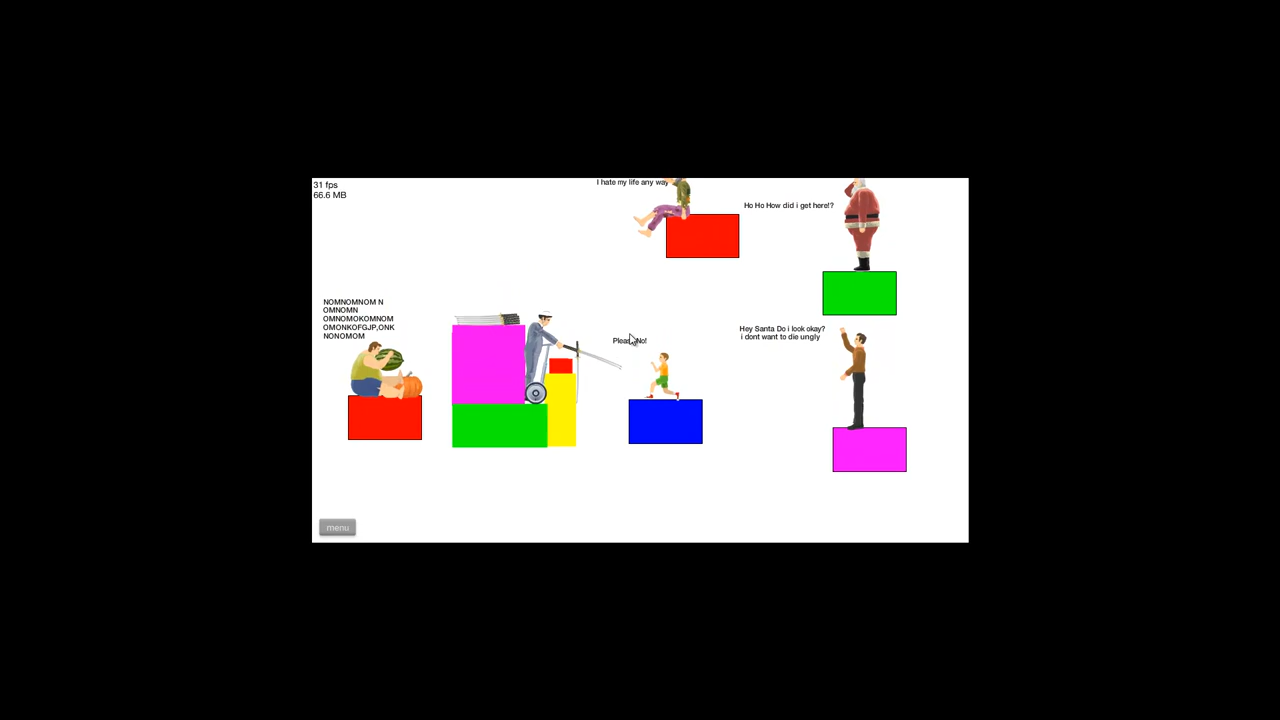 31 fps
66.6 MB
I hate my life any way
Ho Ho How did i get here!?
NOMNOMNOM N
OMNOMN
OMNOMOKOMNOM
OMONKOFGJP,ONK
NONOMOM
Hey Santa Do i look okay?
i dont want to die ungly
No!
menu